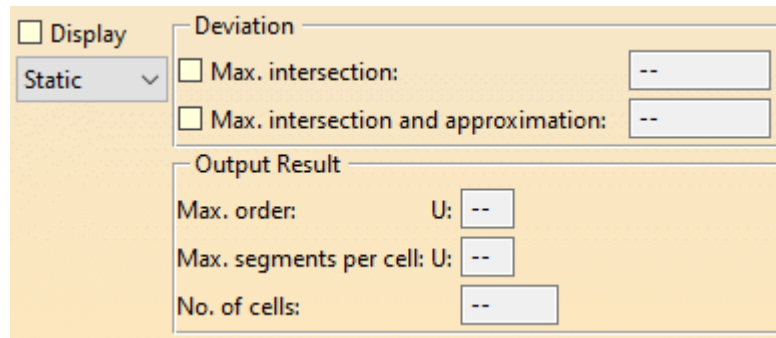 Display
Static
Deviation
Max. intersection: --
Max. intersection and approximation: --
Output Result
Max. order: U: --
Max. segments per cell: U: --
No. of cells: --